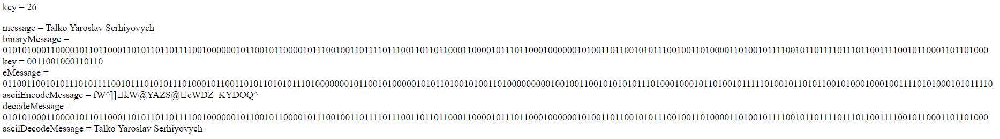 key = 26
message = Talko Yaroslav Serhiyovych
binaryMessage =
0101010001100001011011000110101101101111001000000101100101100001011100100110111101110011011011000110000101110110001000000101001101100101011100100110100001101001011110010110111101110110011110010110001101101000
key = 0011001000110110
eMessage =
0110011001010111010111100101110101011101000101100110101101010111010000000101100101000001010110100101001101000000000100100110010101010111010001000101101001011111010010110101100101000100010011110101000101011110
asciiEncodeMessage = fW^]]▯kW@YAZS@▯eWDZ_KYDOQ^
decodeMessage =
0101010001100001011011000110101101101111001000000101100101100001011100100110111101110011011011000110000101110110001000000101001101100101011100100110100001101001011110010110111101110110011110010110001101101000
asciiDecodeMessage = Talko Yaroslav Serhiyovych